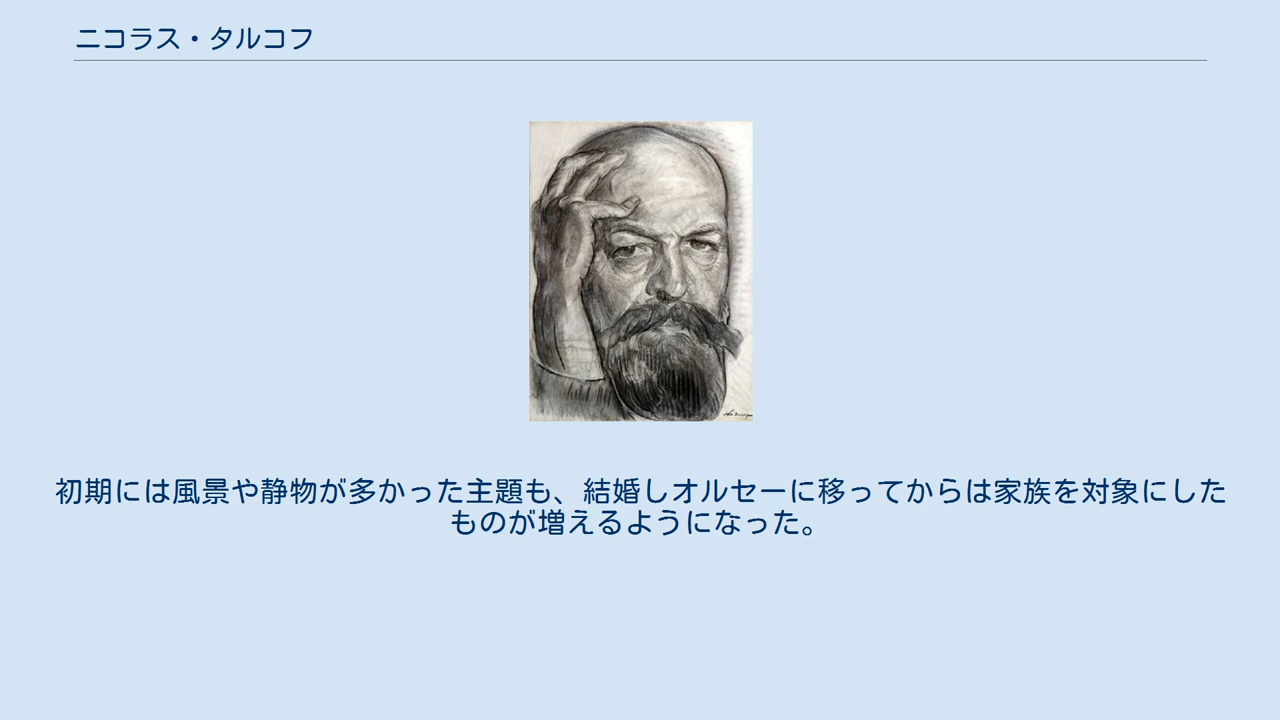 ニコラス・タルコフ
初期には風景や静物が多かった主題も、結婚しオルセーに移ってからは家族を対象にした
ものが増えるようになった。